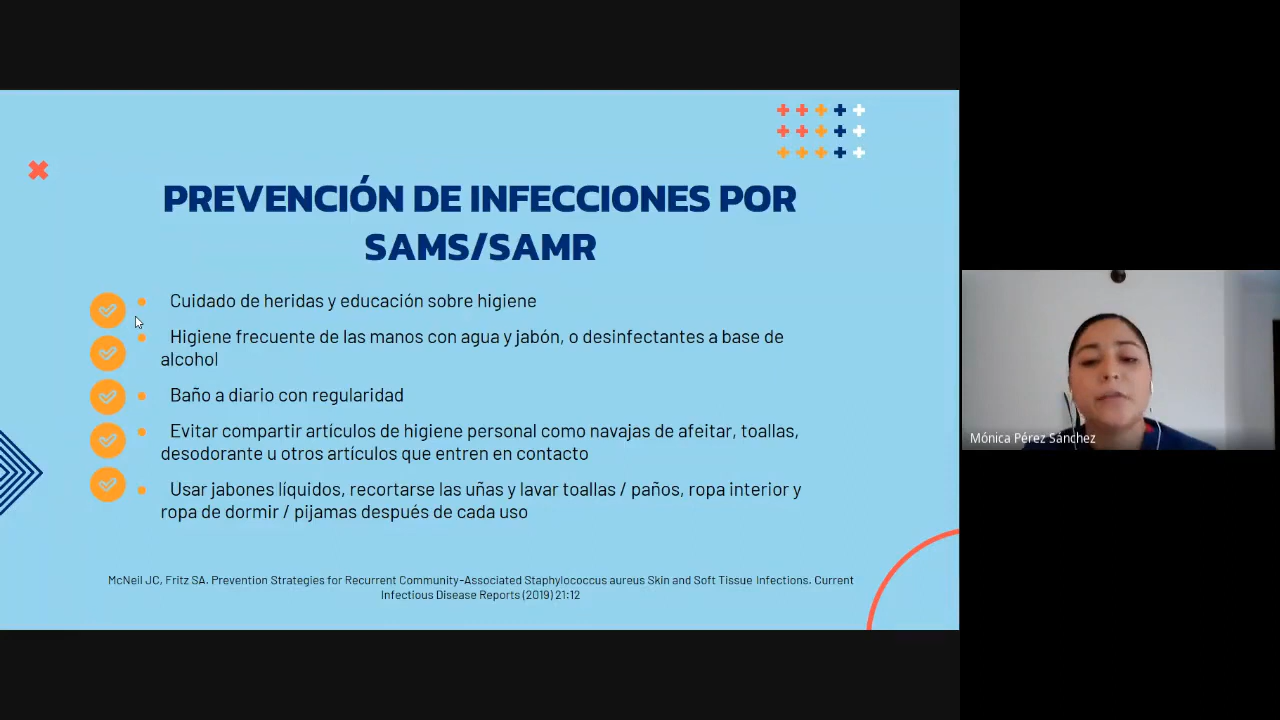 PREVENCIÓN DE INFECCIONES POR
SAMS/SAMR
Cuidado de heridas y educación sobre higiene
Higiene frecuente de las manos con agua y jabón, o desinfectantes a base de
alcohol
Baño a diario con regularidad
Evitar compartir artículos de higiene personal como navajas de afeitar, toallas,
desodorante u otros artículos que entren en contacto
Usar jabones líquidos, recortarse las uñas y lavar toallas / paños, ropa interior y
ropa de dormir / pijamas después de cada uso
McNeil JC, Fritz SA. Prevention Strategies for Recurrent Community-Associated Staphylococcus aureus Skin and Soft Tissue Infections. Current
Infectious Disease Reports (2019) 21:12
Mónica Pérez Sánchez